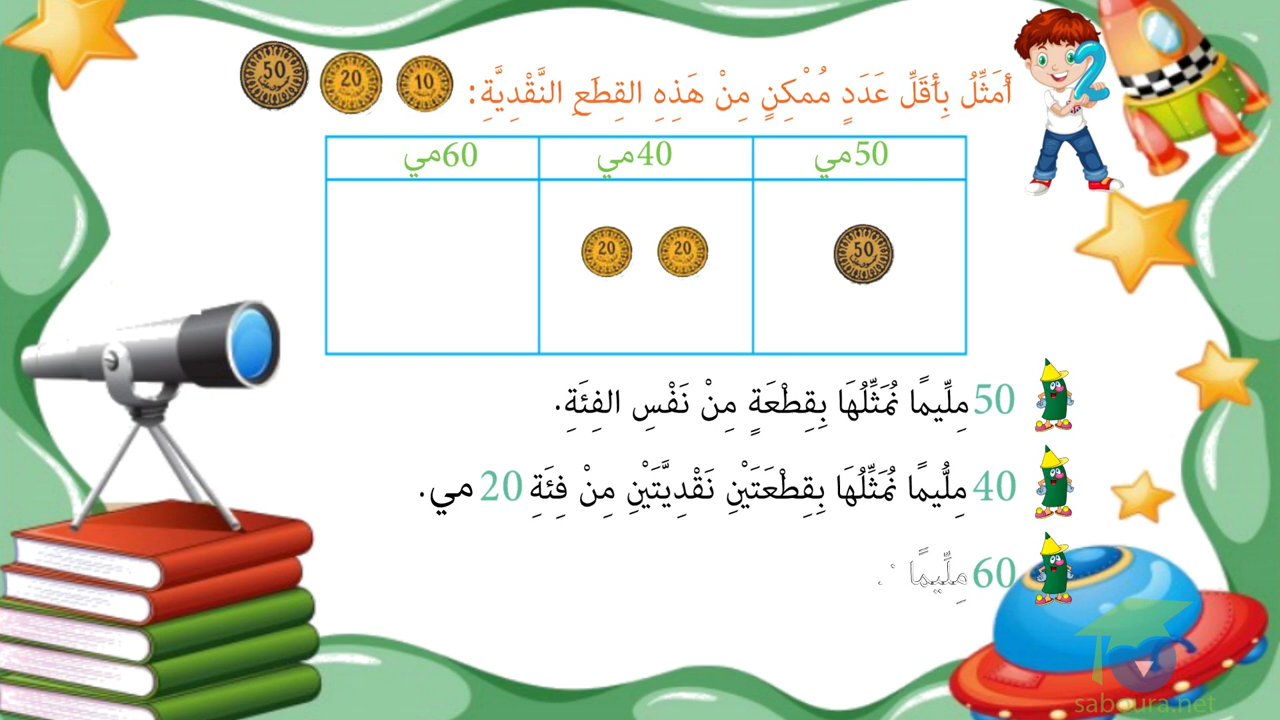 أُمَثِّلُ بِأَقَلِّ عَدَدٍ مُمْكِنٍ مِنْ هَذِهِ القِطَعِ النَّقْدِيَّةِ: 10 20 50
50مي 40مي 60مي
50 20 20
50 مِلِّيمًا نُمَثِّلُهَا بِقِطْعَةٍ مِنْ نَفْسِ الفِئَةِ.
40 مِلُّيمًا نُمَثِّلُهَا بِقِطْعَتَيْنِ نَقْدِيَّتَيْنِ مِنْ فِئَةِ 20 مي.
60 مِلِّيمًا
2
saboura.net